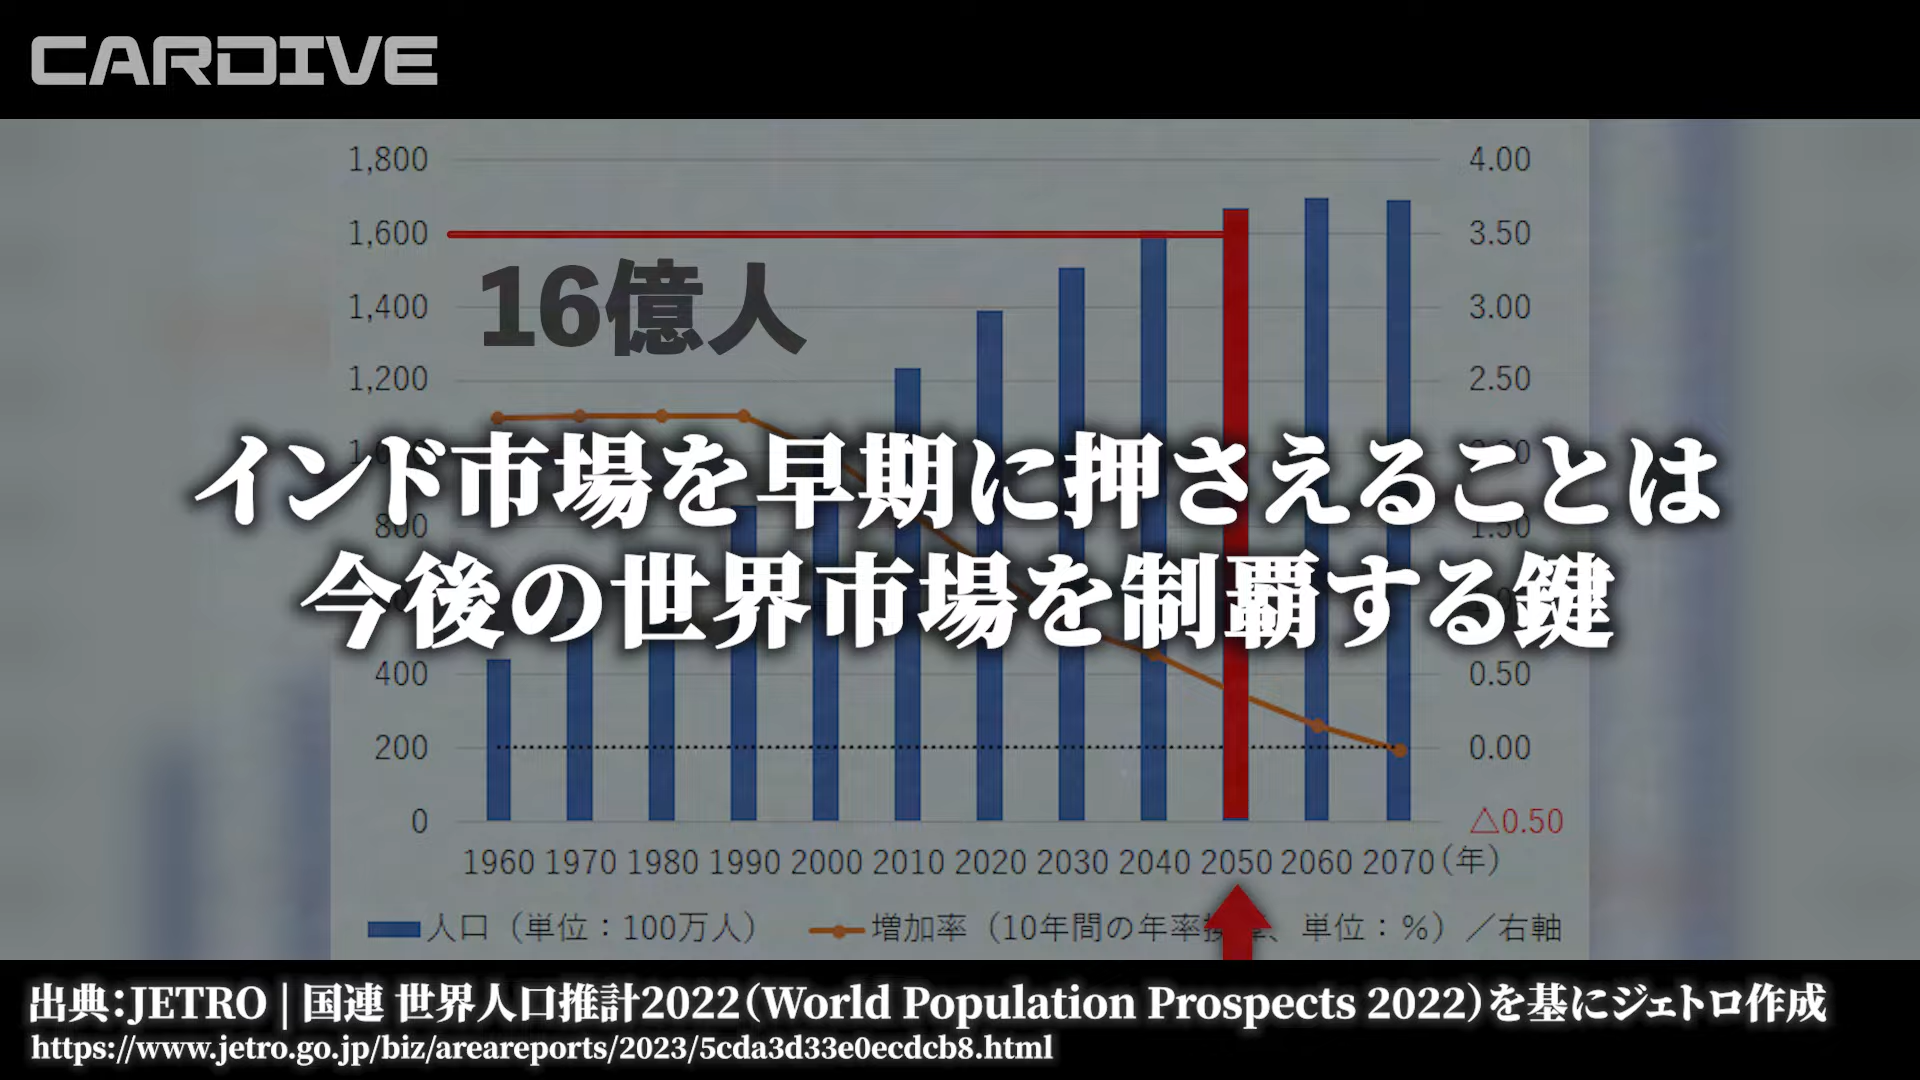 CARDIVE
1,800
1,600
1,400
1,200
800
400
200
0
4.00
3.50
3.00
2.50
1.50
0.50
0.00
△0.50
16億人
インド市場を早期に押さえることは
今後の世界市場を制覇する鍵
1960 1970 1980 1990 2000 2010 2020 2030 2040 2050 2060 2070(年)
人口(単位:100万人) 増加率(10年間の年率換算、単位:%)/右軸
出典:JETRO | 国連 世界人口推計2022(World Population Prospects 2022)を基にジェトロ作成
https://www.jetro.go.jp/biz/areareports/2023/5cda3d33e0ecdcb8.html